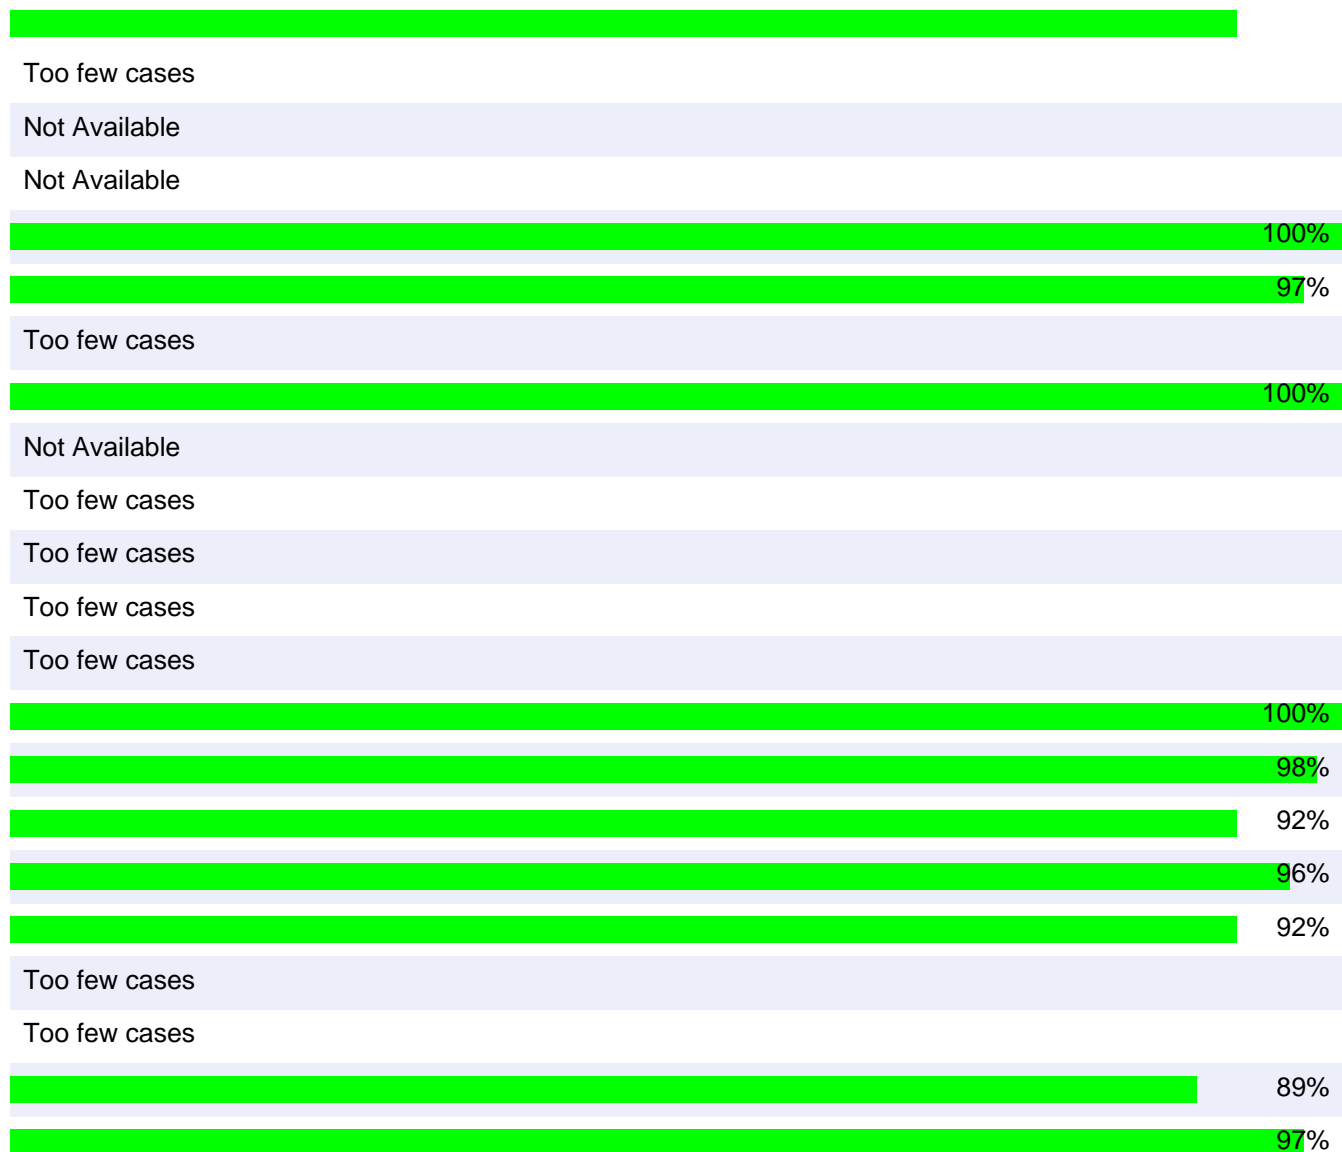 Too few cases
Not Available
Not Available
100%
97%
Too few cases
100%
Not Available
Too few cases
Too few cases
Too few cases
Too few cases
100%
98%
92%
96%
92%
Too few cases
Too few cases
89%
97%